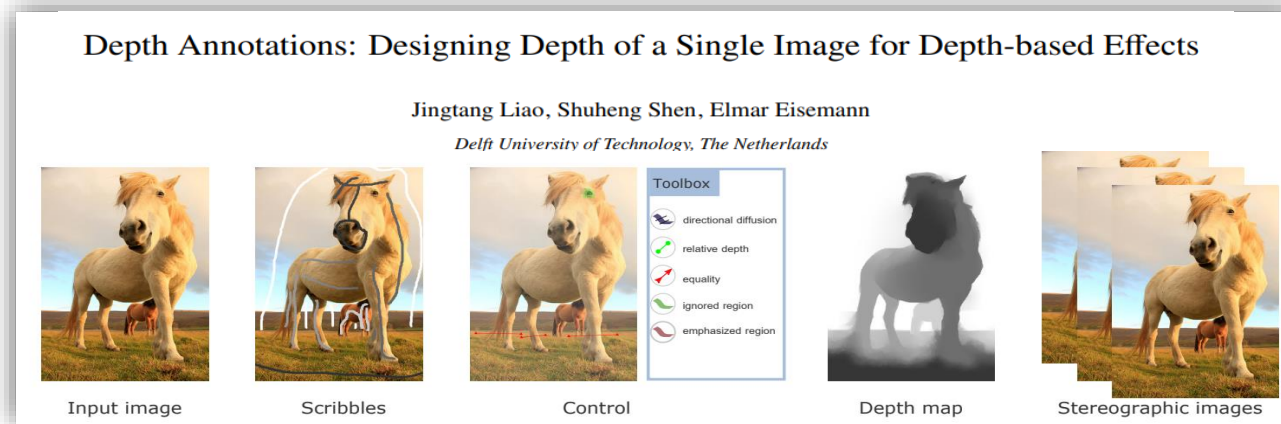 Depth Annotations: Designing Depth of a Single Image for Depth-based Effects
Jingtang Liao, Shuheng Shen, Elmar Eisemann
Delft University of Technology, The Netherlands
Toolbox
directional diffusion
relative depth
equality
ignored region
emphasized region
Input image
Scribbles
Control
Depth map
Stereographic images